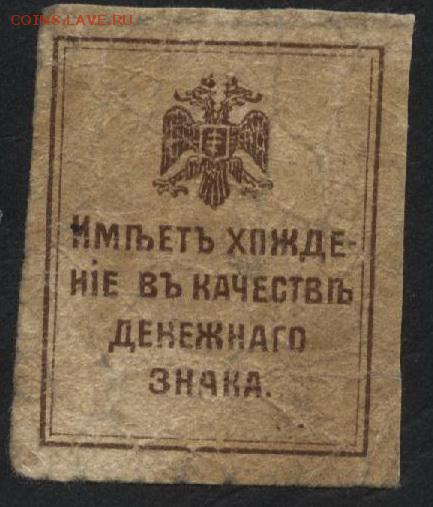 COINS.LAVE.RU
ИМѢЕТЪ ХОЖДЕ-
НІЕ ВЪ КАЧЕСТВѢ
ДЕНЕЖНАГО
ЗНАКА.